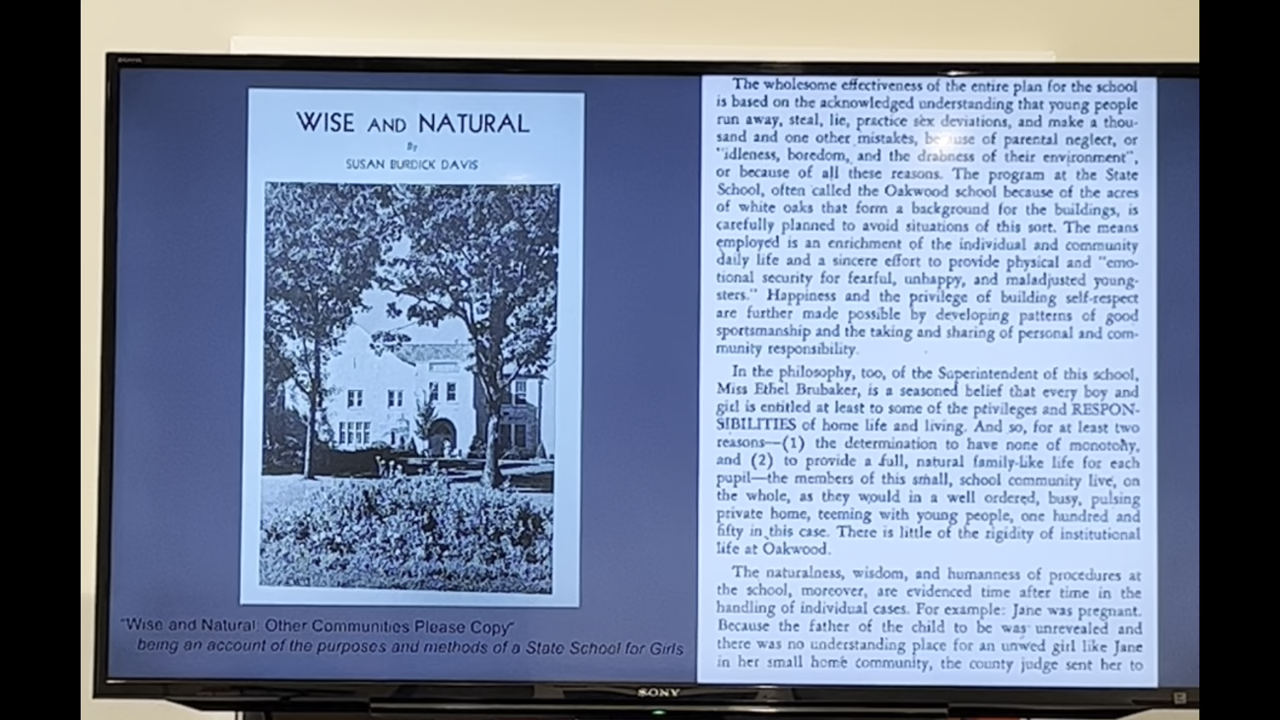 WISE AND NATURAL
By
SUSAN BURDICK DAVIS
"Wise and Natural: Other Communities Please Copy"
being an account of the purposes and methods of a State School for Girls
The wholesome effectiveness of the entire plan for the school
is based on the acknowledged understanding that young people
run away, steal, lie, practice sex deviations, and make a thou-
sand and one other mistakes, because of parental neglect, or
"idleness, boredom, and the drabness of their environment",
or because of all these reasons. The program at the State
School, often called the Oakwood school because of the acres
of white oaks that form a background for the buildings, is
carefully planned to avoid situations of this sort. The means
employed is an enrichment of the individual and community
daily life and a sincere effort to provide physical and "emo-
tional security for fearful, unhappy, and maladjusted young-
sters." Happiness and the privilege of building self-respect
are further made possible by developing patterns of good
sportsmanship and the taking and sharing of personal and com-
munity responsibility.
In the philosophy, too, of the Superintendent of this school,
Miss Ethel Brubaker, is a seasoned belief that every boy and
girl is entitled at least to some of the privileges and RESPON-
SIBILITIES of home life and living. And so, for at least two
reasons—(1) the determination to have none of monotony,
and (2) to provide a full, natural family-like life for each
pupil—the members of this small, school community live, on
the whole, as they would in a well ordered, busy, pulsing
private home, teeming with young people, one hundred and
fifty in this case. There is little of the rigidity of institutional
life at Oakwood.
The naturalness, wisdom, and humanness of procedures at
the school, moreover, are evidenced time after time in the
handling of individual cases. For example: Jane was pregnant.
Because the father of the child to be was unrevealed and
there was no understanding place for an unwed girl like Jane
in her small home community, the county judge sent her to
SONY